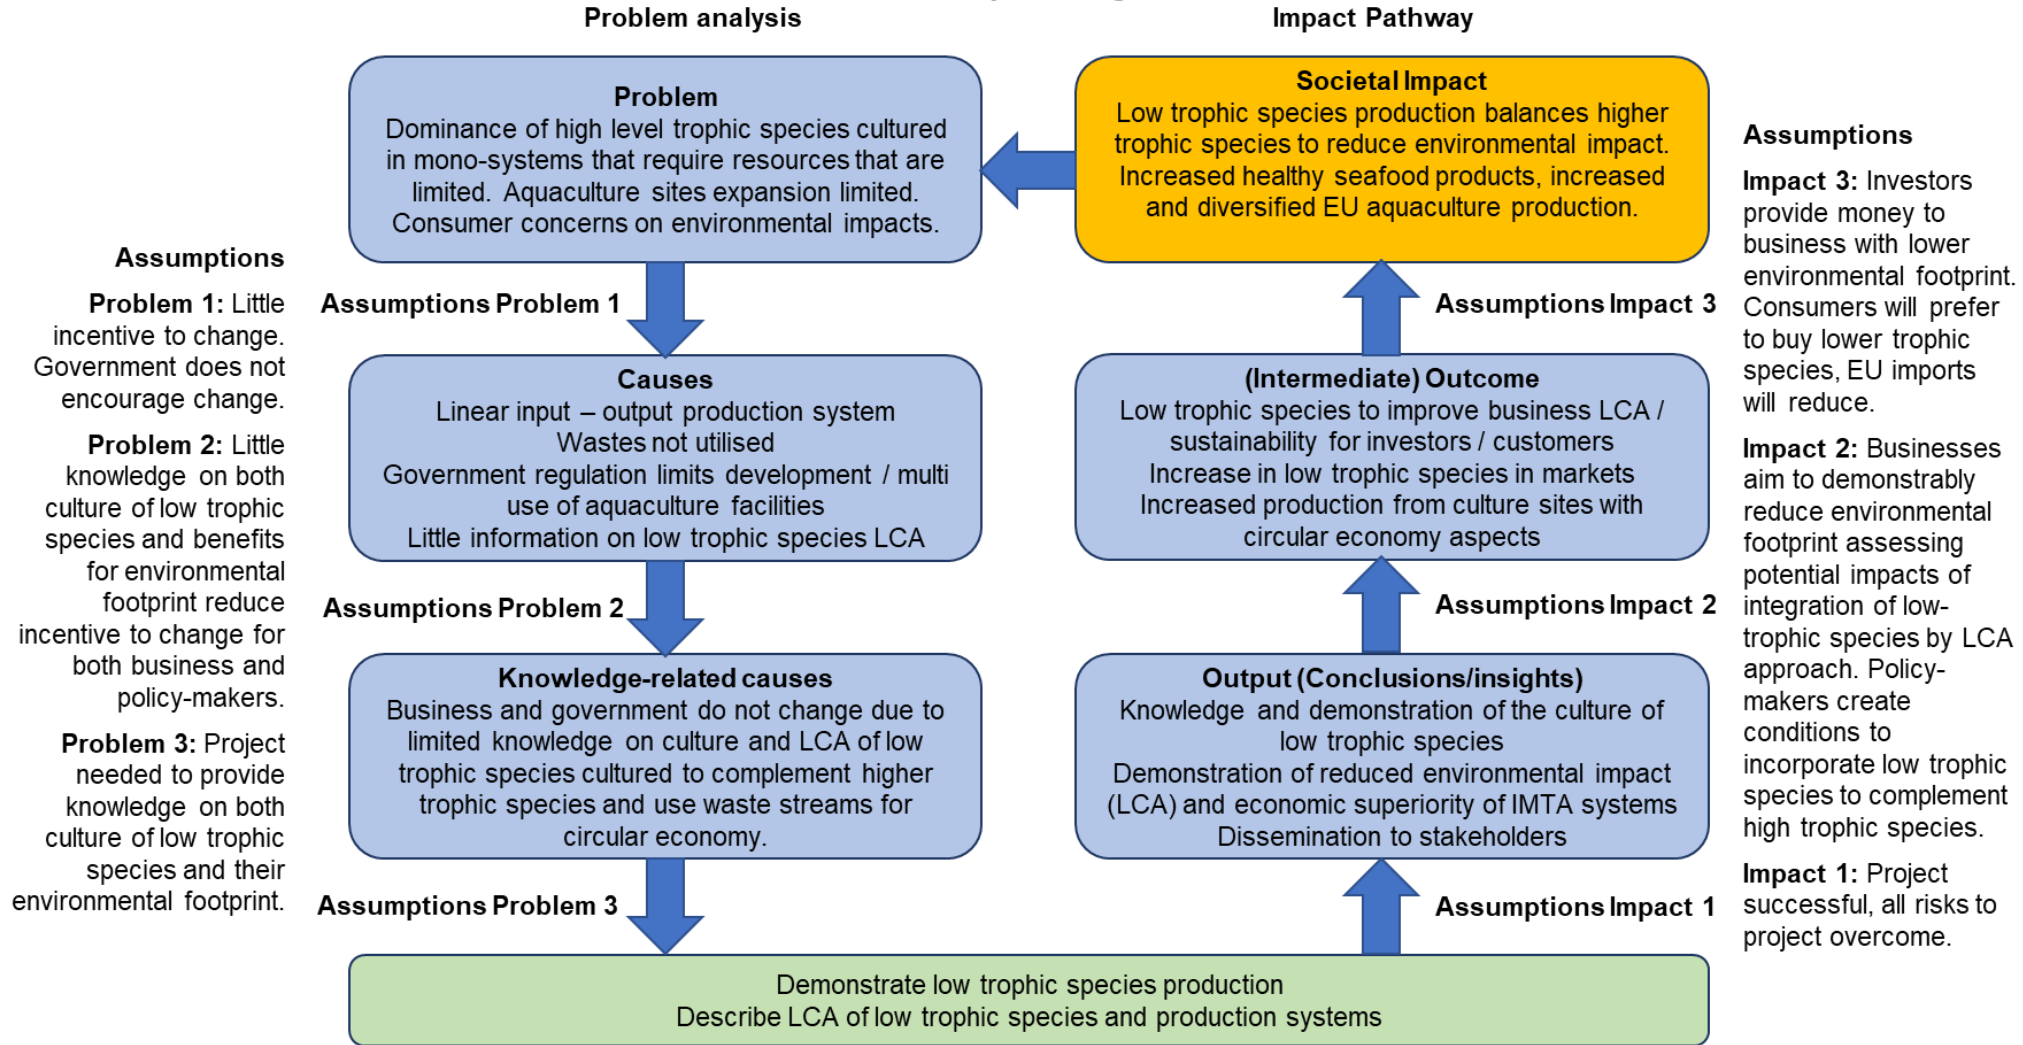 Problem analysis
Impact Pathway
Problem
Dominance of high level trophic species cultured
in mono-systems that require resources that are
limited. Aquaculture sites expansion limited.
Consumer concerns on environmental impacts.
Societal Impact
Low trophic species production balances higher
trophic species to reduce environmental impact.
Increased healthy seafood products, increased
and diversified EU aquaculture production.
Assumptions
Problem 1: Little
incentive to change.
Government does not
encourage change.
Problem 2: Little
knowledge on both
culture of low trophic
species and benefits
for environmental
footprint reduce
incentive to change for
both business and
policy-makers.
Problem 3: Project
needed to provide
knowledge on both
culture of low trophic
species and their
environmental footprint.
Assumptions Problem 1
Causes
Linear input – output production system
Wastes not utilised
Government regulation limits development / multi
use of aquaculture facilities
Little information on low trophic species LCA
Assumptions Problem 2
Knowledge-related causes
Business and government do not change due to
limited knowledge on culture and LCA of low
trophic species cultured to complement higher
trophic species and use waste streams for
circular economy.
Assumptions Problem 3
Demonstrate low trophic species production
Describe LCA of low trophic species and production systems
Assumptions Impact 3
(Intermediate) Outcome
Low trophic species to improve business LCA /
sustainability for investors / customers
Increase in low trophic species in markets
Increased production from culture sites with
circular economy aspects
Assumptions Impact 2
Output (Conclusions/insights)
Knowledge and demonstration of the culture of
low trophic species
Demonstration of reduced environmental impact
(LCA) and economic superiority of IMTA systems
Dissemination to stakeholders
Assumptions Impact 1
Assumptions
Impact 3: Investors
provide money to
business with lower
environmental footprint.
Consumers will prefer
to buy lower trophic
species, EU imports
will reduce.
Impact 2: Businesses
aim to demonstrably
reduce environmental
footprint assessing
potential impacts of
integration of low-
trophic species by LCA
approach. Policy-
makers create
conditions to
incorporate low trophic
species to complement
high trophic species.
Impact 1: Project
successful, all risks to
project overcome.